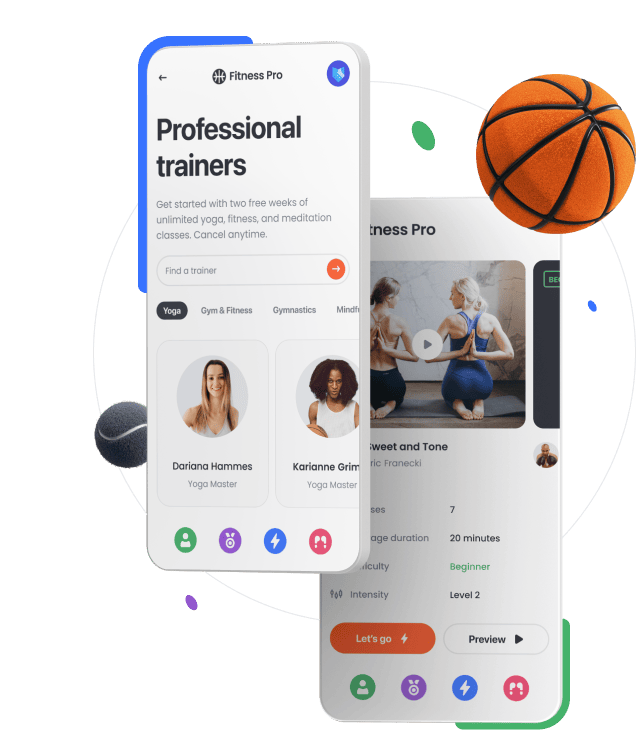 Fitness Pro
Professional
trainers
Get started with two free weeks of
unlimited yoga, fitness, and meditation
classes. Cancel anytime.
Find a trainer
Yoga Gym & Fitness Gymnastics Mindf
Dariana Hammes
Yoga Master
Karianne Grim
Yoga Master
tness Pro
BE
Sweet and Tone
ric Franecki
ses 7
age duration 20 minutes
iculty Beginner
Intensity Level 2
Let's go Preview